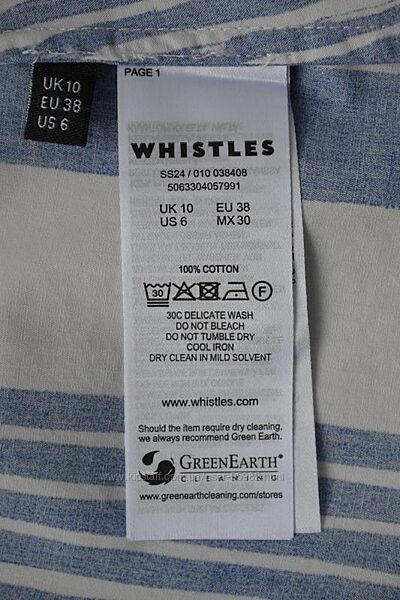 UK 10
EU 38
US 6
PAGE 1
WHISTLES
SS24 / 010 038408
5063304057991
UK 10 EU 38
US 6 MX 30
100% COTTON
30 F
30C DELICATE WASH
DO NOT BLEACH
DO NOT TUMBLE DRY
COOL IRON
DRY CLEAN IN MILD SOLVENT
www.whistles.com
Should the item require dry cleaning,
we always recommend Green Earth.
GREENEARTH®
CLEANING
www.greenearthcleaning.com/stores